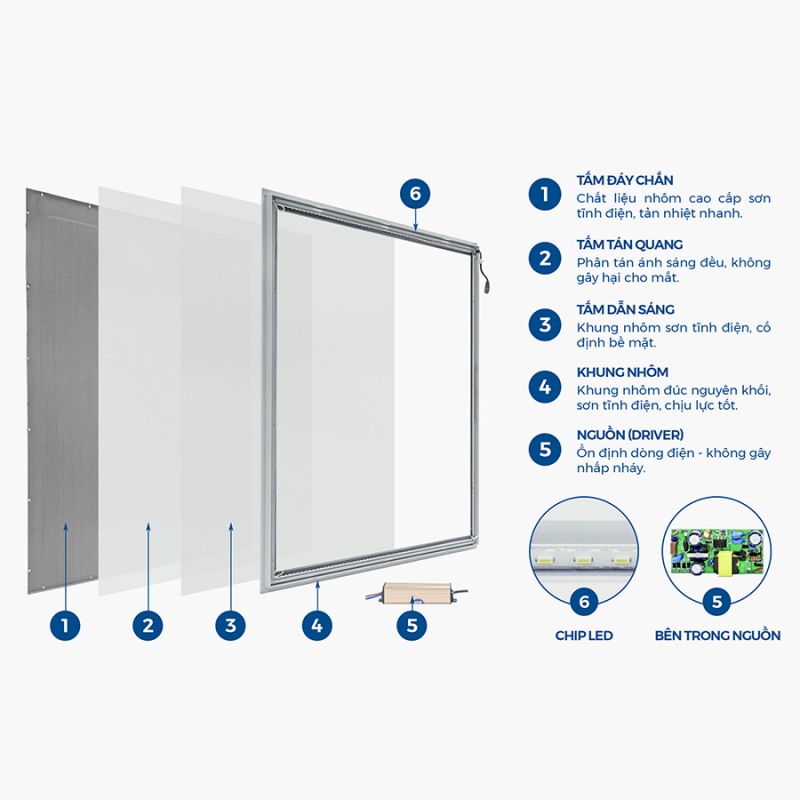 6
1
TẤM ĐÁY CHẮN
Chất liệu nhôm cao cấp sơn
tĩnh điện, tản nhiệt nhanh.
2
TẤM TÁN QUANG
Phân tán ánh sáng đều, không
gây hại cho mắt.
3
TẤM DẪN SÁNG
Khung nhôm sơn tĩnh điện, cố
định bề mặt.
4
KHUNG NHÔM
Khung nhôm đúc nguyên khối,
sơn tĩnh điện, chịu lực tốt.
5
NGUỒN (DRIVER)
Ổn định dòng điện - không gây
nhấp nháy.
1
2
3
4
5
6
CHIP LED
5
BÊN TRONG NGUỒN